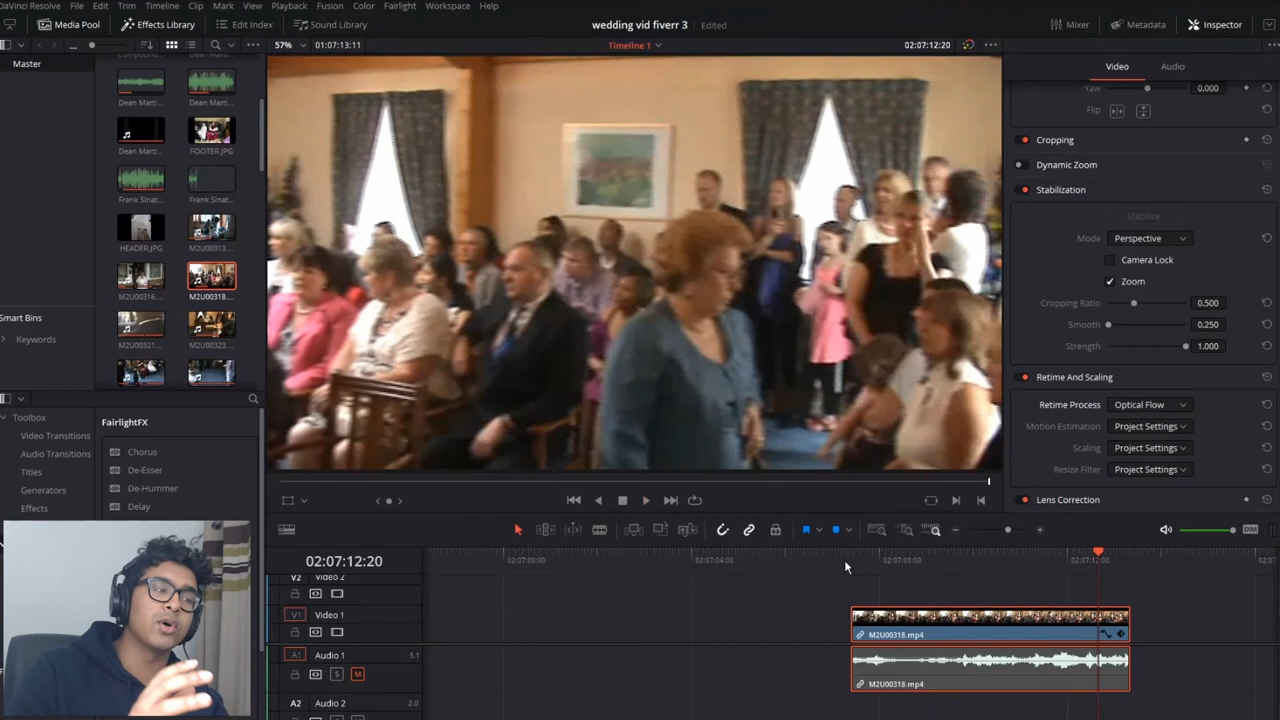 DaVinci Resolve File Edit Trim Timeline Clip Mark View Playback Fusion Color Fairlight Workspace Help
Media Pool Effects Library Edit Index Sound Library wedding vid fiverr 3 Edited Mixer Metadata Inspector
... 57% 01:07:13:11 Timeline 1 02:07:12:20
Master
Video Audio
Yaw 0.000
Flip
Cropping
Dynamic Zoom
Stabilization
Stabilize
Mode Perspective
Camera Lock
Zoom
Cropping Ratio 0.500
Smooth 0.250
Strength 1.000
Retime And Scaling
Retime Process Optical Flow
Motion Estimation Project Settings
Scaling Project Settings
Resize Filter Project Settings
Lens Correction
Dean Marti... Dean Marti...
Dean Marti... FOOTER.JPG
Frank Sinat... Frank Sinat...
HEADER.JPG M2U00313....
M2U00316.... M2U00318....
M2U00321.... M2U00323....
Smart Bins
Keywords
Toolbox
Video Transitions
Audio Transitions
Titles
Generators
Effects
FairlightFX
Chorus
De-Esser
De-Hummer
Delay
DIM
02:07:12:20 02:07:00:00 02:07:04:00 02:07:08:00 02:07:12:00
V2 Video 2
V1 Video 1
M2U00318.mp4
A1 Audio 1 5.1
S M
M2U00318.mp4
A2 Audio 2 2.0